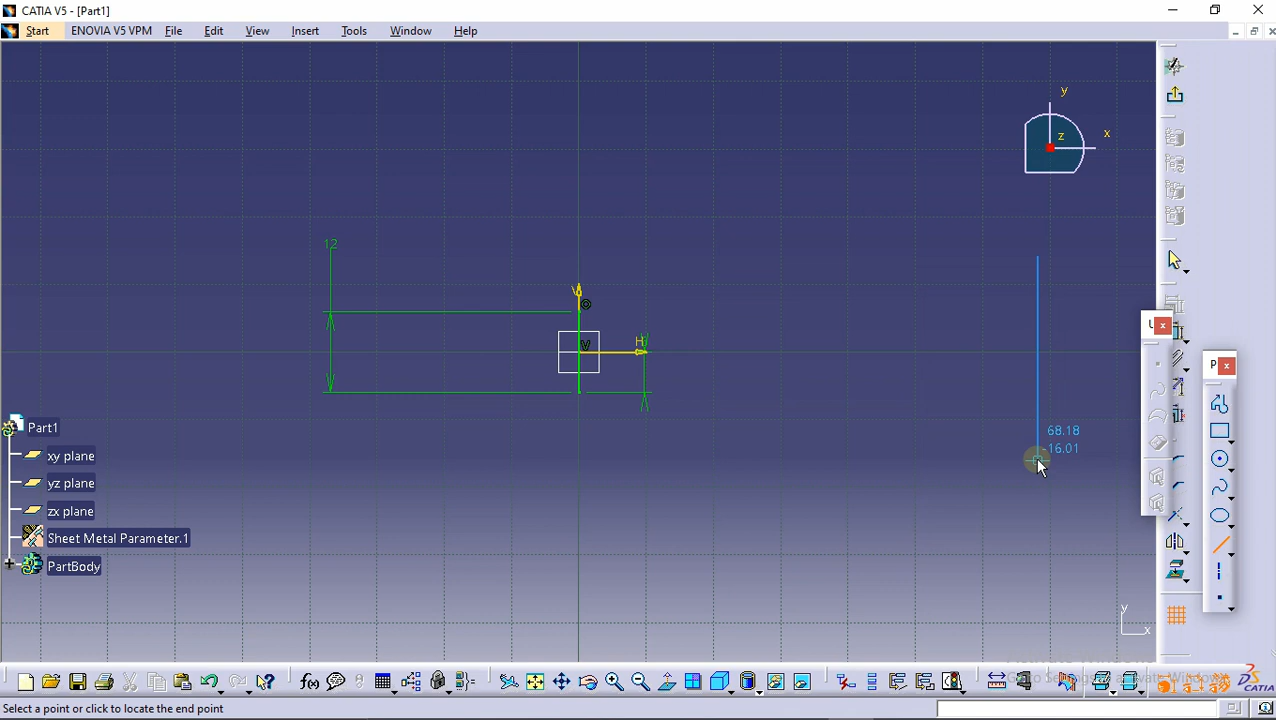 CATIA V5 - [Part1]
Start ENOVIA V5 VPM File Edit View Insert Tools Window Help
y
x
z
12
V
H
V
68.18
-16.01
U
P
Part1
xy plane
yz plane
zx plane
Sheet Metal Parameter.1
PartBody
y
x
f(x)
Select a point or click to locate the end point